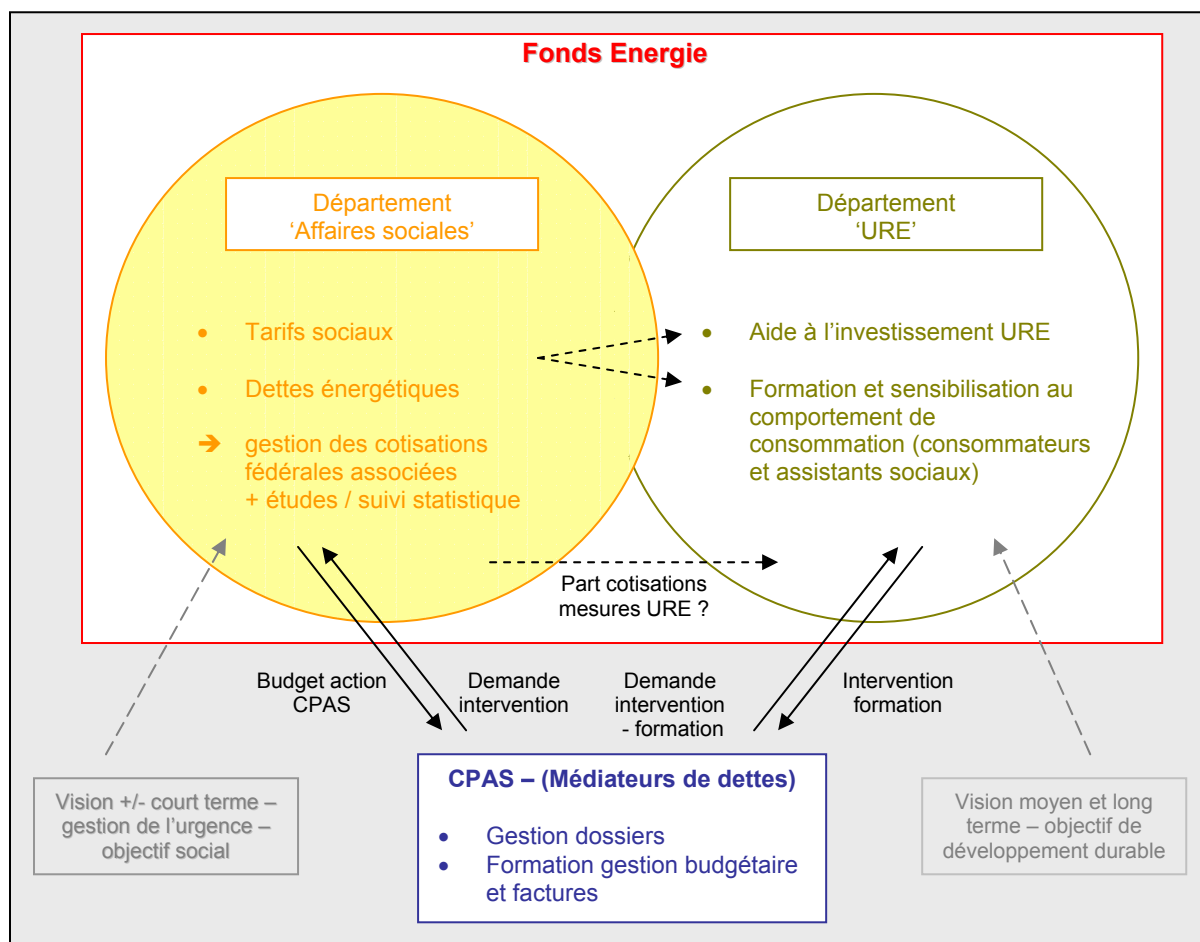 Fonds Energie
Département
‘Affaires sociales’
• Tarifs sociaux
• Dettes énergétiques
➔ gestion des cotisations
fédérales associées
+ études / suivi statistique
Département
‘URE’
• Aide à l’investissement URE
• Formation et sensibilisation au
comportement de
consommation (consommateurs
et assistants sociaux)
Part cotisations
mesures URE ?
Budget action
CPAS
Demande
intervention
Demande
intervention
- formation
Intervention
formation
Vision +/- court terme –
gestion de l’urgence –
objectif social
CPAS – (Médiateurs de dettes)
• Gestion dossiers
• Formation gestion budgétaire
et factures
Vision moyen et long
terme – objectif de
développement durable